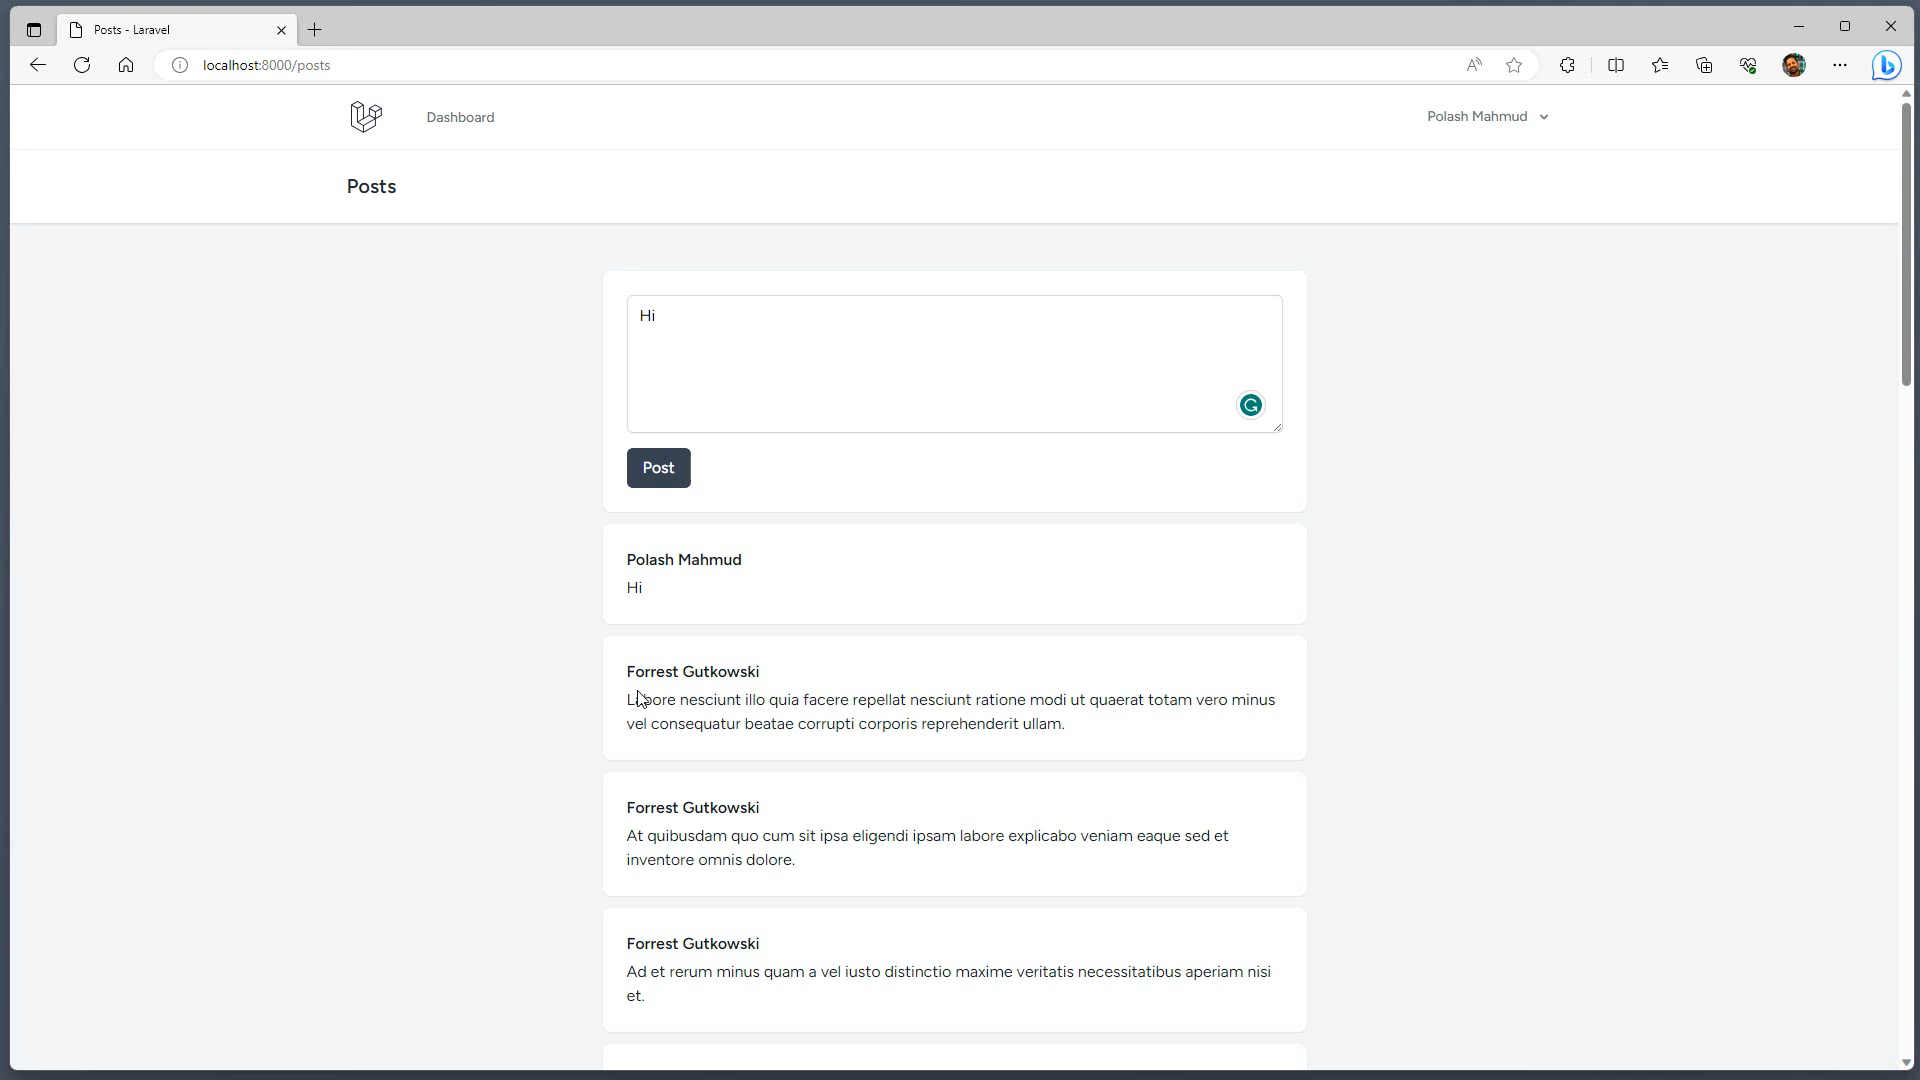 Posts - Laravel
localhost:8000/posts
Dashboard
Polash Mahmud
Posts
Hi
Post
Polash Mahmud
Hi
Forrest Gutkowski
Labore nesciunt illo quia facere repellat nesciunt ratione modi ut quaerat totam vero minus
vel consequatur beatae corrupti corporis reprehenderit ullam.
Forrest Gutkowski
At quibusdam quo cum sit ipsa eligendi ipsam labore explicabo veniam eaque sed et
inventore omnis dolore.
Forrest Gutkowski
Ad et rerum minus quam a vel iusto distinctio maxime veritatis necessitatibus aperiam nisi
et.